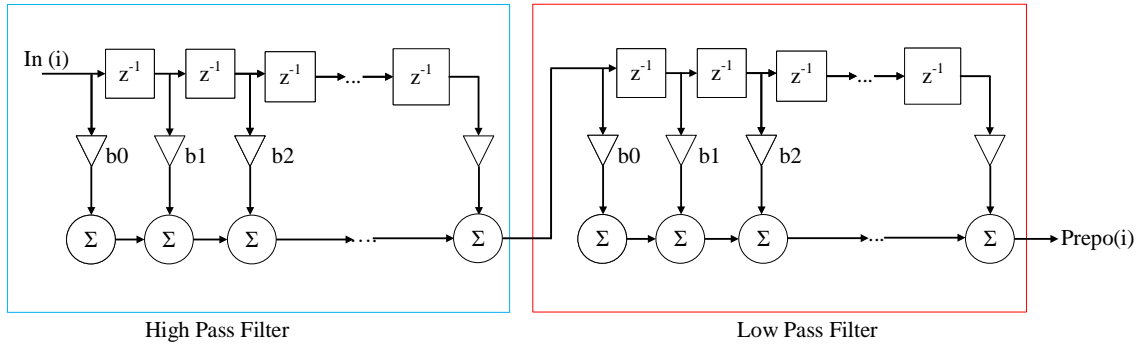 In (i)
z-1 z-1 z-1 ... z-1
b0 b1 b2
Σ Σ Σ ... Σ
High Pass Filter
z-1 z-1 z-1 ... z-1
b0 b1 b2
Σ Σ Σ ... Σ
Prepo(i)
Low Pass Filter